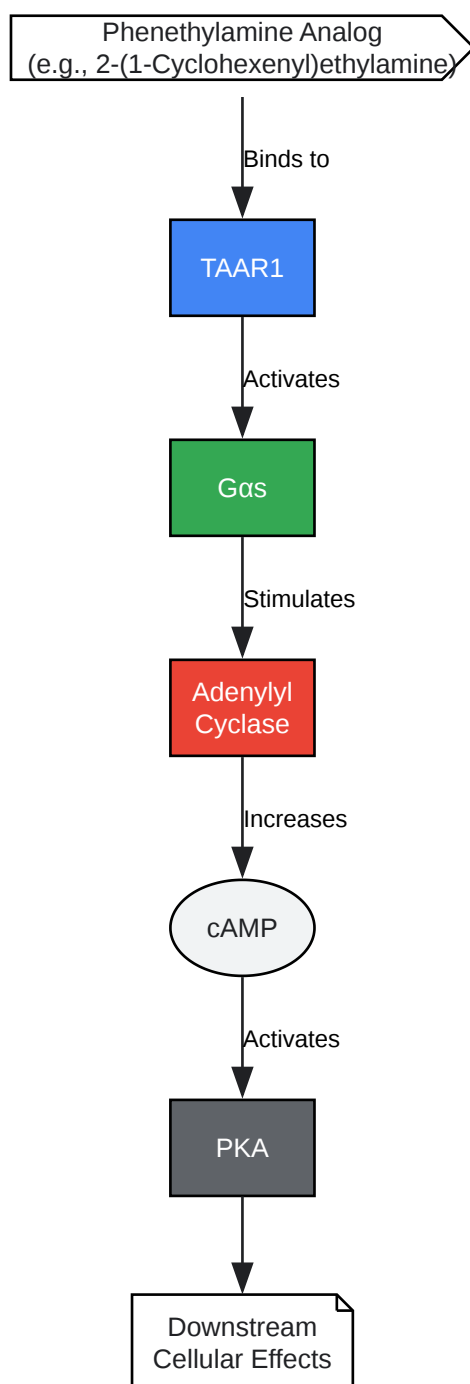 Phenethylamine Analog
(e.g., 2-(1-Cyclohexenyl)ethylamine)
Binds to
TAAR1
Activates
Gαs
Stimulates
Adenylyl
Cyclase
Increases
cAMP
Activates
PKA
Downstream
Cellular Effects